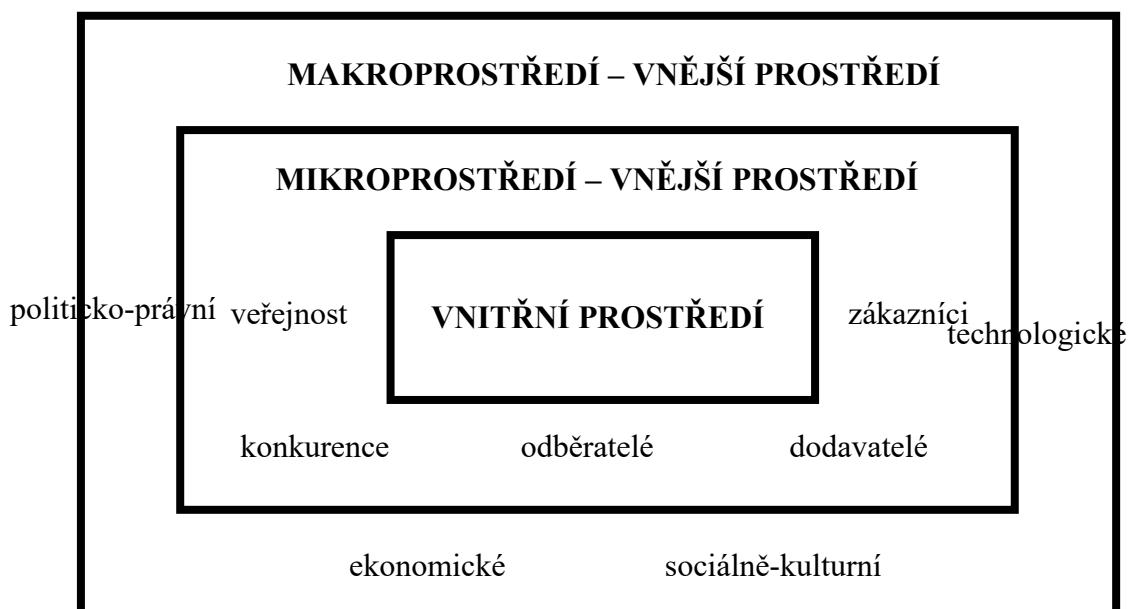 MAKROPROSTŘEDÍ – VNĚJŠÍ PROSTŘEDÍ
MIKROPROSTŘEDÍ – VNĚJŠÍ PROSTŘEDÍ
politicko-právní veřejnost VNITŘNÍ PROSTŘEDÍ zákazníci technologické
konkurence odběratelé dodavatelé
ekonomické sociálně-kulturní